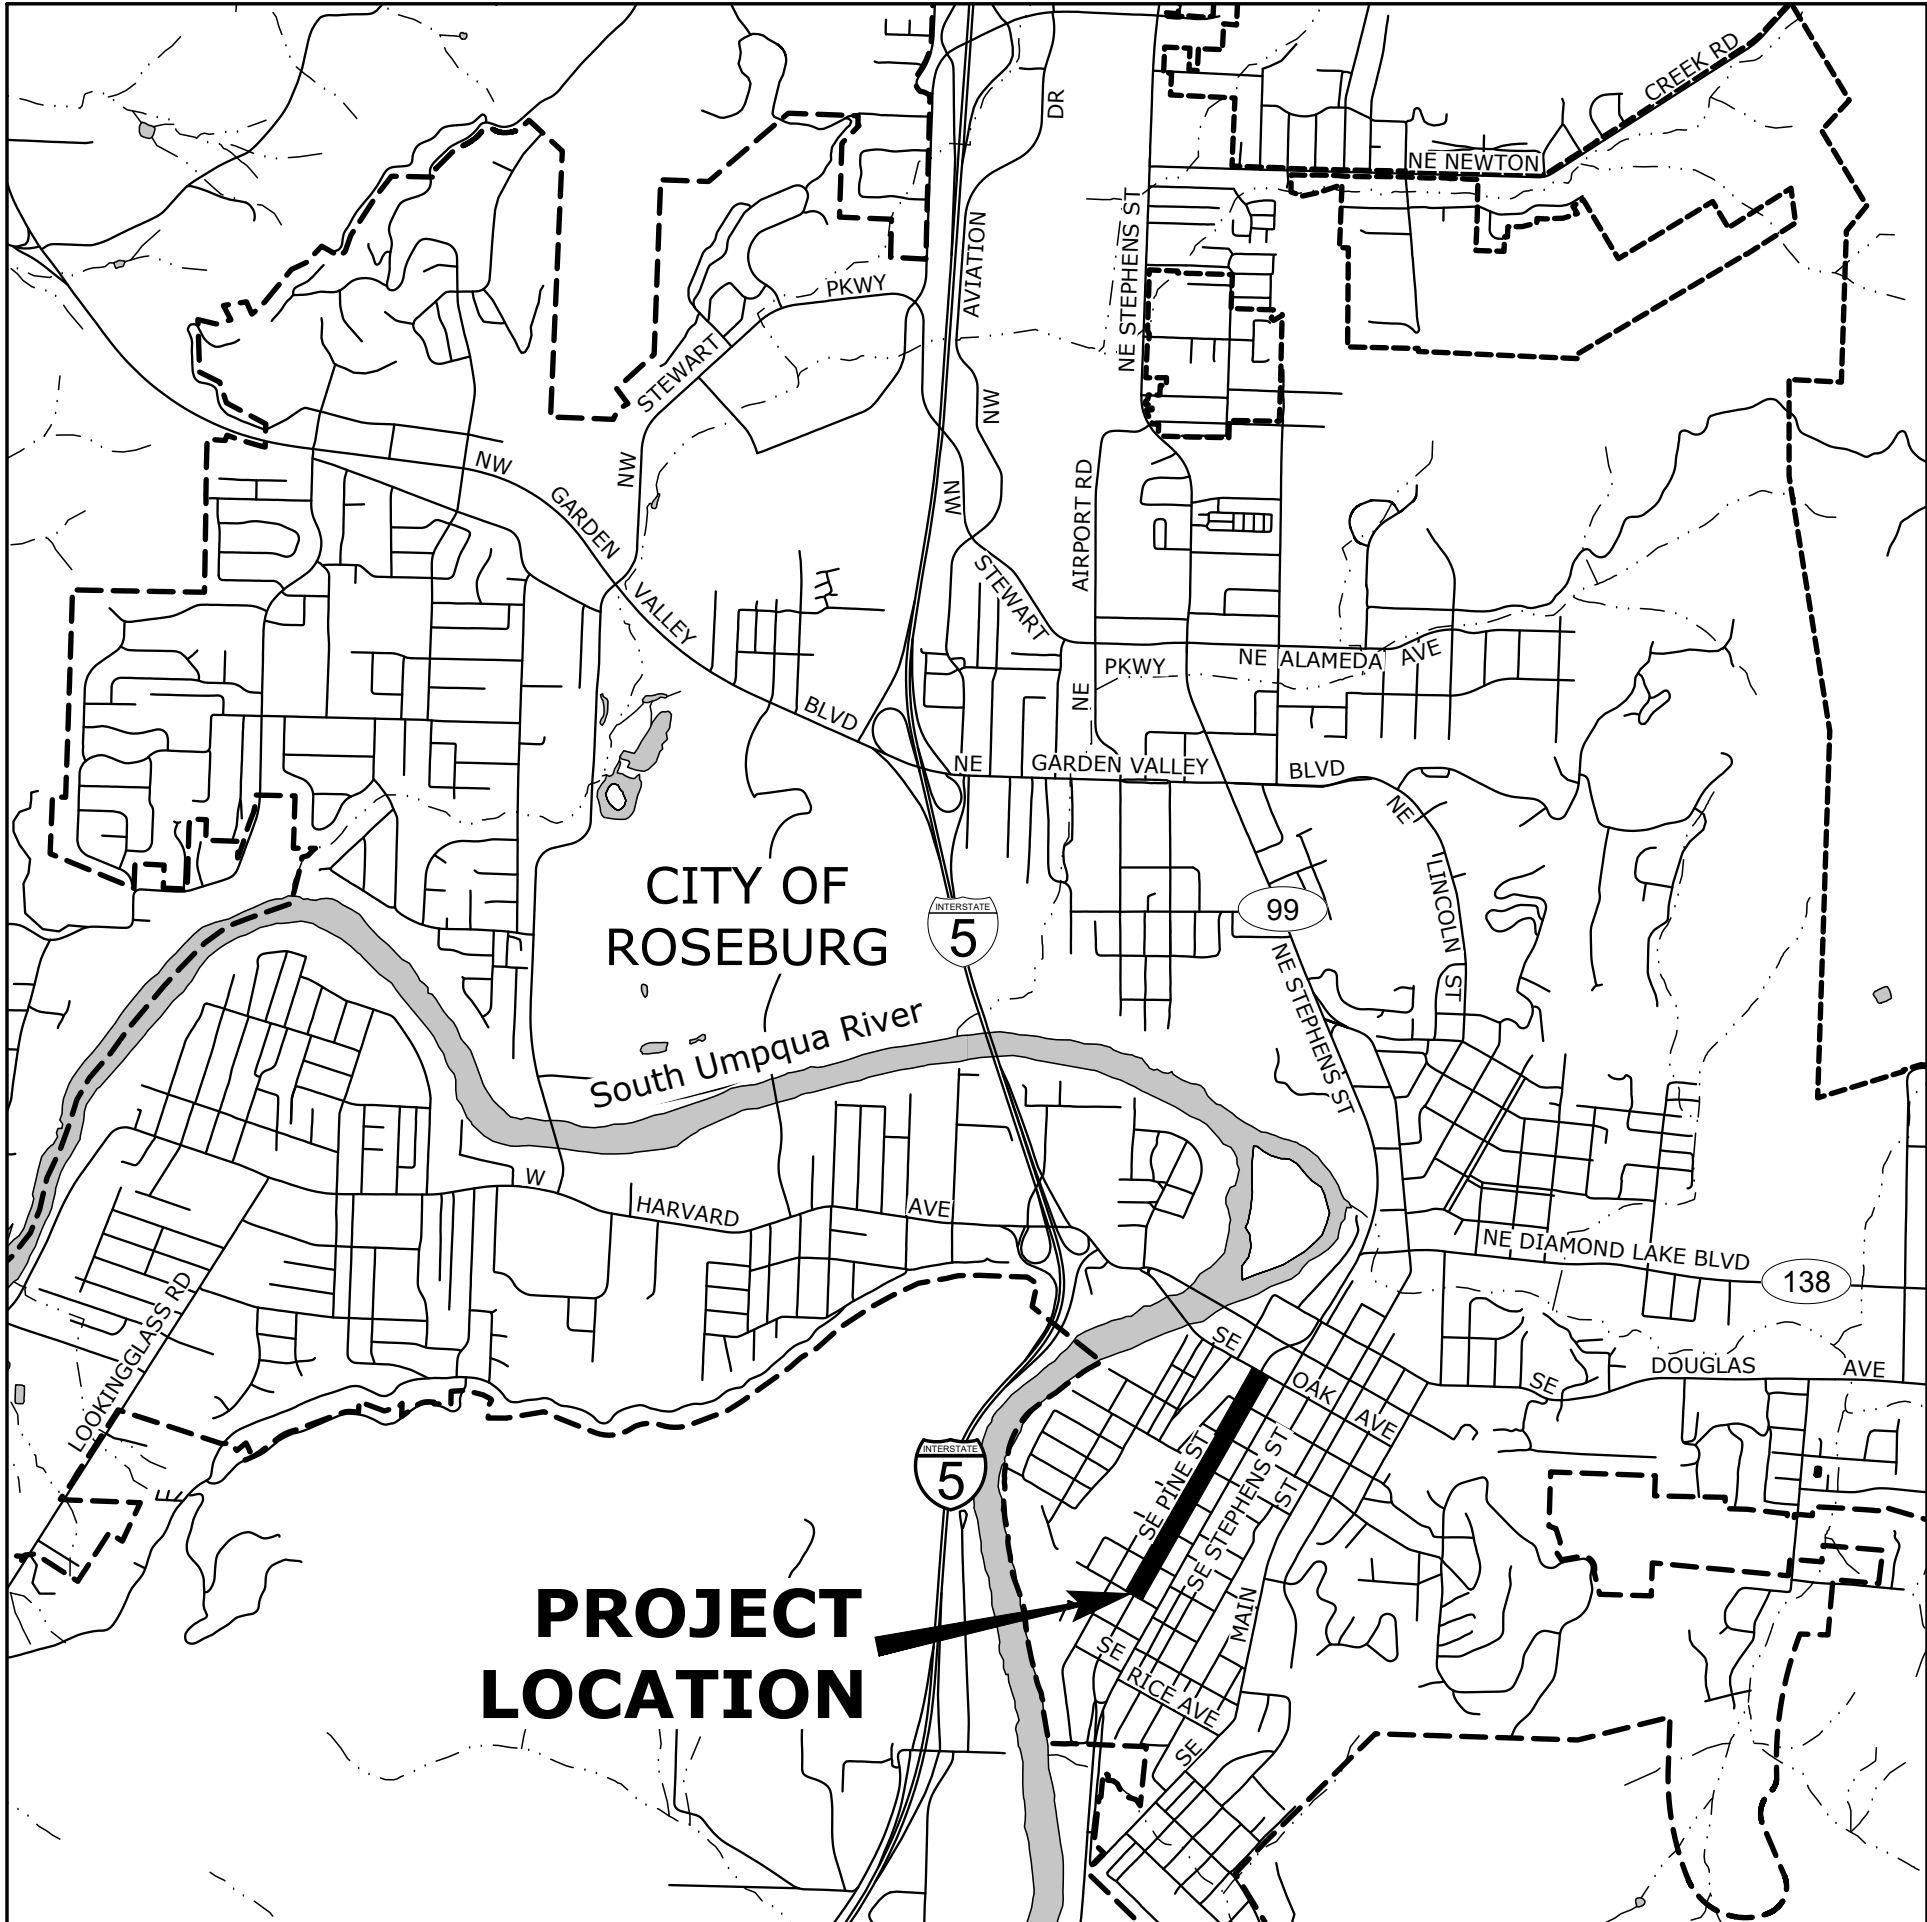 CREEK RD
DR
NE NEWTON
NE STEPHENS ST
AVIATION
PKWY
STEWART
NW
NW
NW
GARDEN
VALLEY
BLVD
NW
AIRPORT RD
STEWART
NE ALAMEDA AVE
PKWY
NE
NE GARDEN VALLEY BLVD
NE
LINCOLN
ST
CITY OF
ROSEBURG
INTERSTATE
5
99
NE STEPHENS ST
South Umpqua River
W HARVARD AVE
NE DIAMOND LAKE BLVD
138
LOOKINGGLASS RD
SE OAK AVE
SE DOUGLAS AVE
INTERSTATE
5
SE PINE ST
SE STEPHENS ST
ST
MAIN
SE
SE RICE AVE
PROJECT
LOCATION